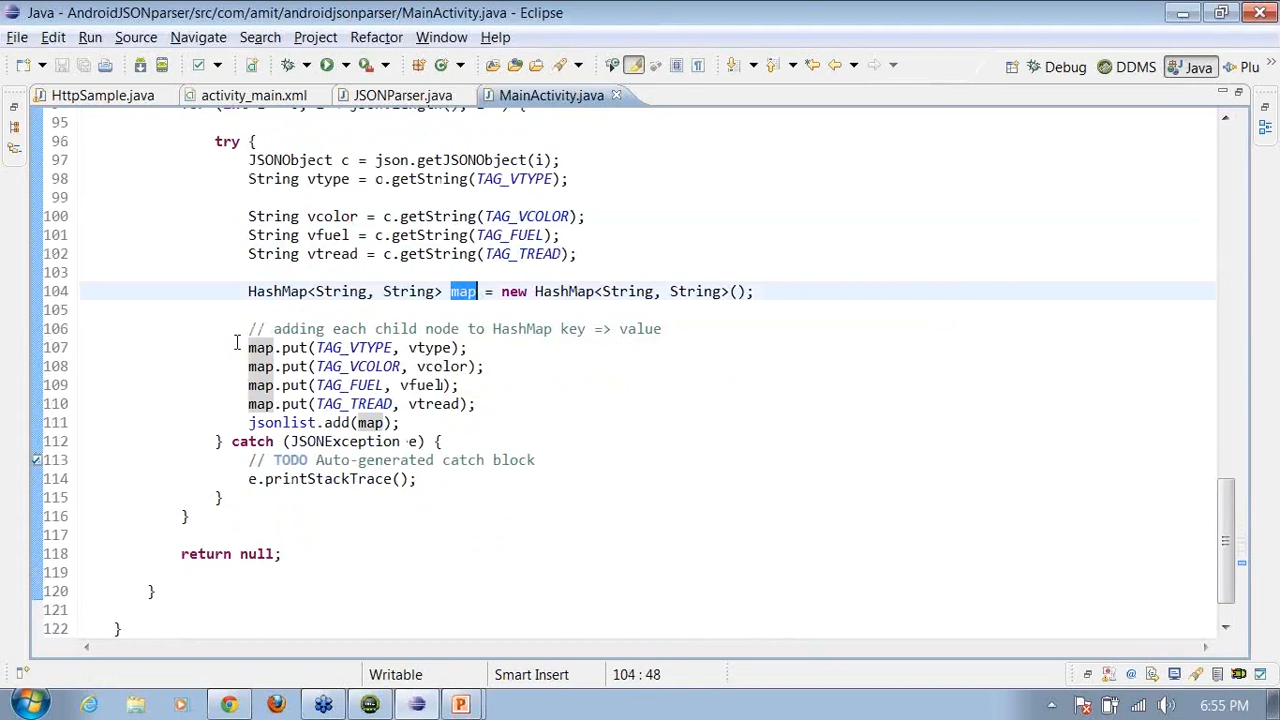 Java - AndroidJSONparser/src/com/amit/androidjsonparser/MainActivity.java - Eclipse
File Edit Run Source Navigate Search Project Refactor Window Help
Debug DDMS Java Plu
HttpSample.java activity_main.xml JSONParser.java MainActivity.java
95
96 try {
97 JSONObject c = json.getJSONObject(i);
98 String vtype = c.getString(TAG_VTYPE);
99
100 String vcolor = c.getString(TAG_VCOLOR);
101 String vfuel = c.getString(TAG_FUEL);
102 String vtread = c.getString(TAG_TREAD);
103
104 HashMap<String, String> map = new HashMap<String, String>();
105
106 // adding each child node to HashMap key => value
107 map.put(TAG_VTYPE, vtype);
108 map.put(TAG_VCOLOR, vcolor);
109 map.put(TAG_FUEL, vfuel);
110 map.put(TAG_TREAD, vtread);
111 jsonlist.add(map);
112 } catch (JSONException e) {
113 // TODO Auto-generated catch block
114 e.printStackTrace();
115 }
116 }
117
118 return null;
119
120 }
121
122 }
Writable Smart Insert 104 : 48
6:55 PM